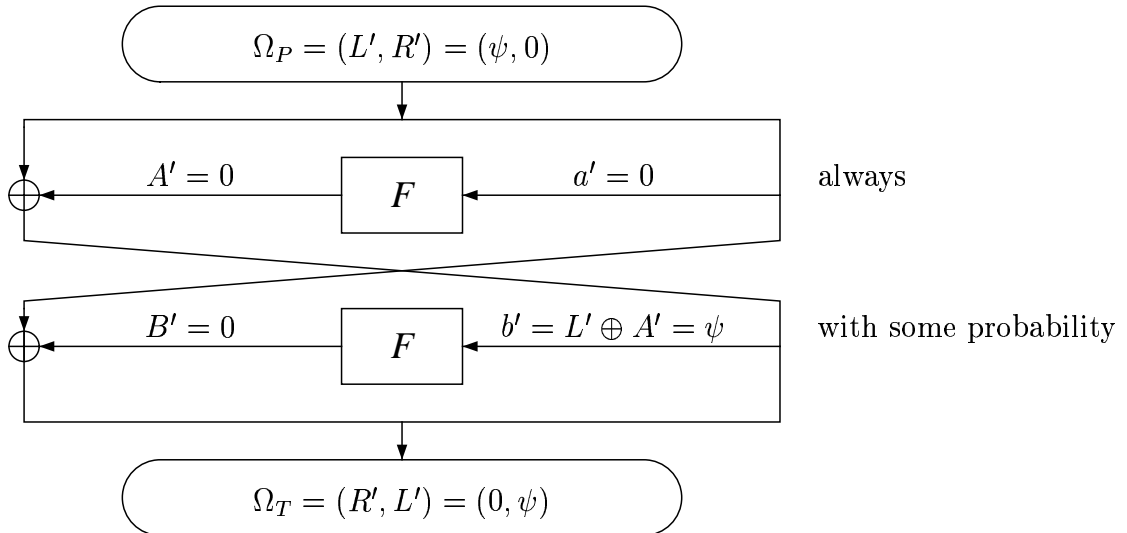 Ω_P = (L′, R′) = (ψ, 0)
A′ = 0
F
a′ = 0
always
B′ = 0
F
b′ = L′ ⊕ A′ = ψ
with some probability
Ω_T = (R′, L′) = (0, ψ)